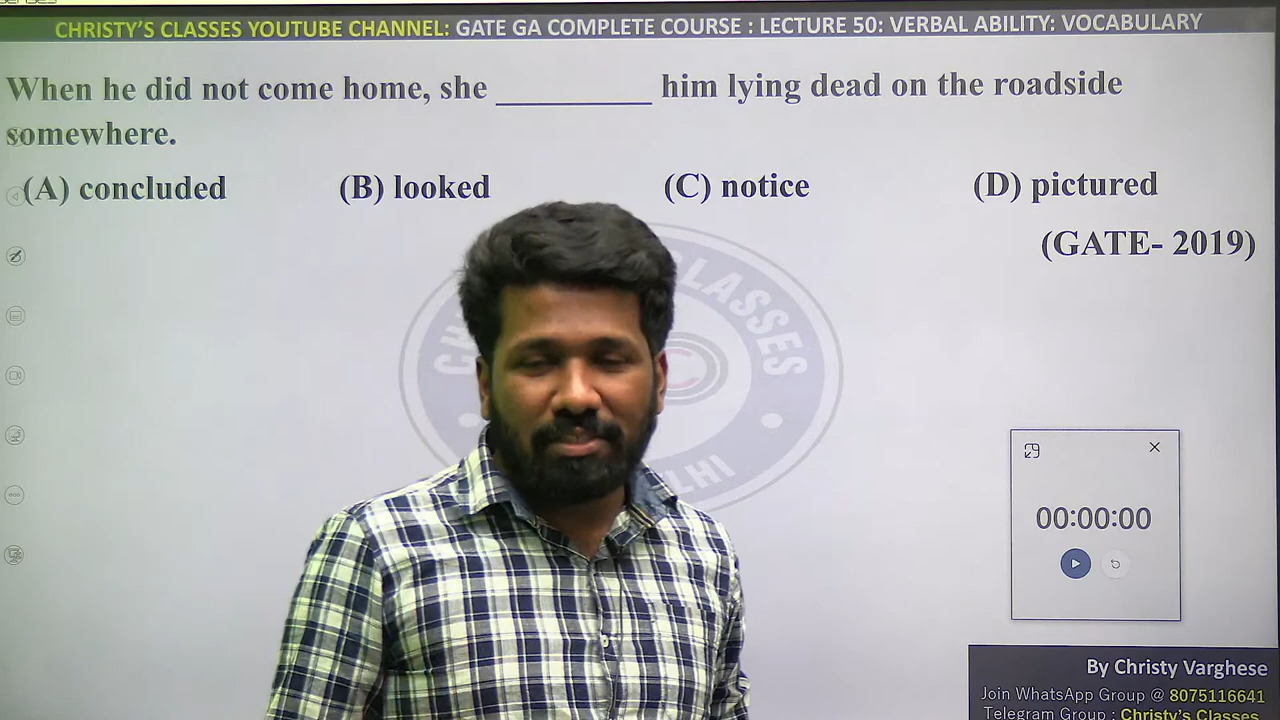 CHRISTY'S CLASSES YOUTUBE CHANNEL: GATE GA COMPLETE COURSE : LECTURE 50: VERBAL ABILITY: VOCABULARY
When he did not come home, she __________ him lying dead on the roadside
somewhere.
(A) concluded (B) looked (C) notice (D) pictured
(GATE- 2019)
LASSES
00:00:00
By Christy Varghese
Join WhatsApp Group @ 8075116641
Telegram Group : Christy's Classes